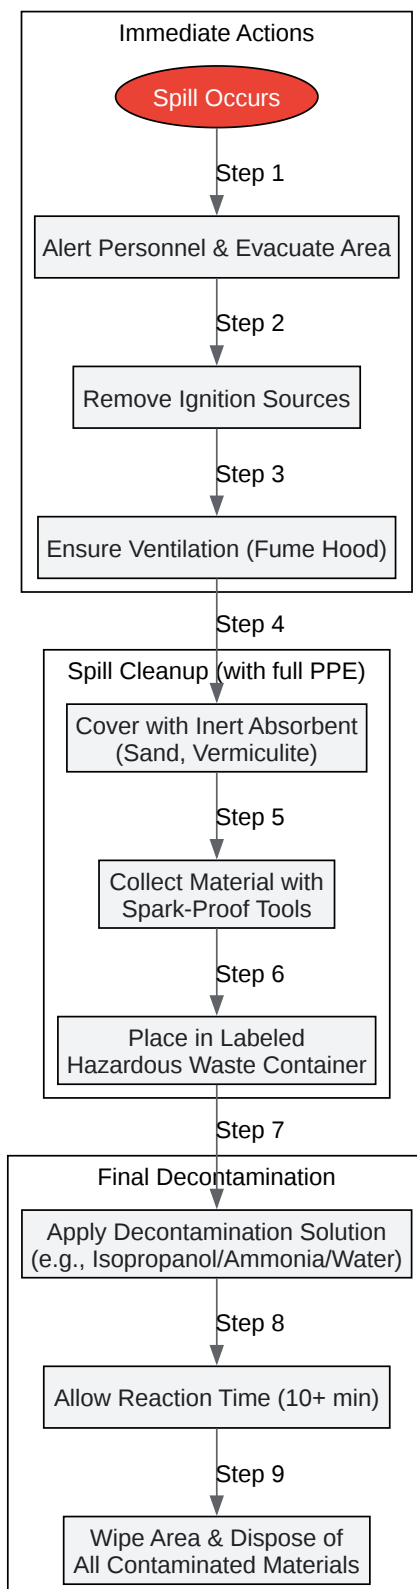 Immediate Actions
Spill Occurs
Step 1
Alert Personnel & Evacuate Area
Step 2
Remove Ignition Sources
Step 3
Ensure Ventilation (Fume Hood)
Step 4
Spill Cleanup (with full PPE)
Cover with Inert Absorbent
(Sand, Vermiculite)
Step 5
Collect Material with
Spark-Proof Tools
Step 6
Place in Labeled
Hazardous Waste Container
Step 7
Final Decontamination
Apply Decontamination Solution
(e.g., Isopropanol/Ammonia/Water)
Step 8
Allow Reaction Time (10+ min)
Step 9
Wipe Area & Dispose of
All Contaminated Materials